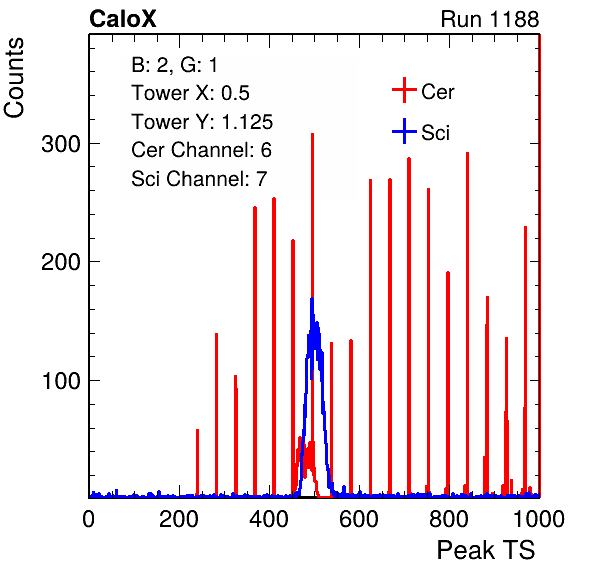 CaloX
Run 1188
Counts
B: 2, G: 1
Tower X: 0.5
Tower Y: 1.125
Cer Channel: 6
Sci Channel: 7
Cer
Sci
300
200
100
0 200 400 600 800 1000
Peak TS